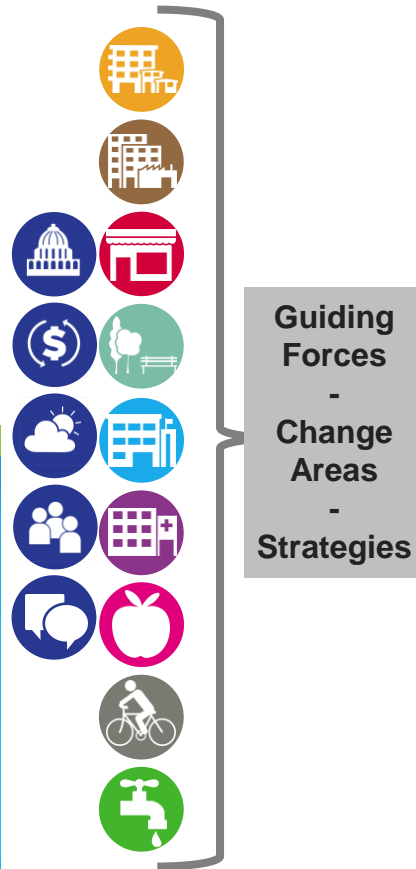 Guiding
Forces
-
Change
Areas
-
Strategies
$